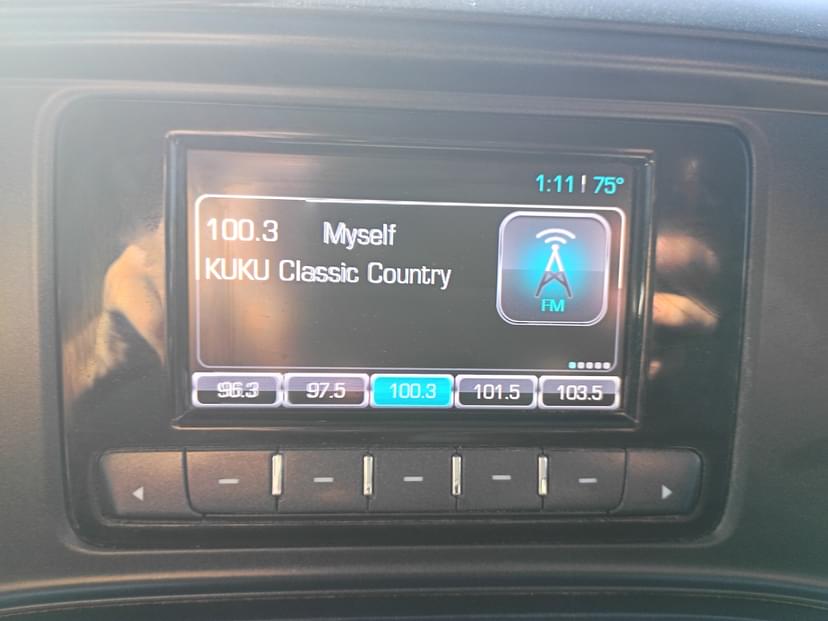 1:11 75°
100.3 Myself
KUKU Classic Country
FM
96.3 97.5 100.3 101.5 103.5